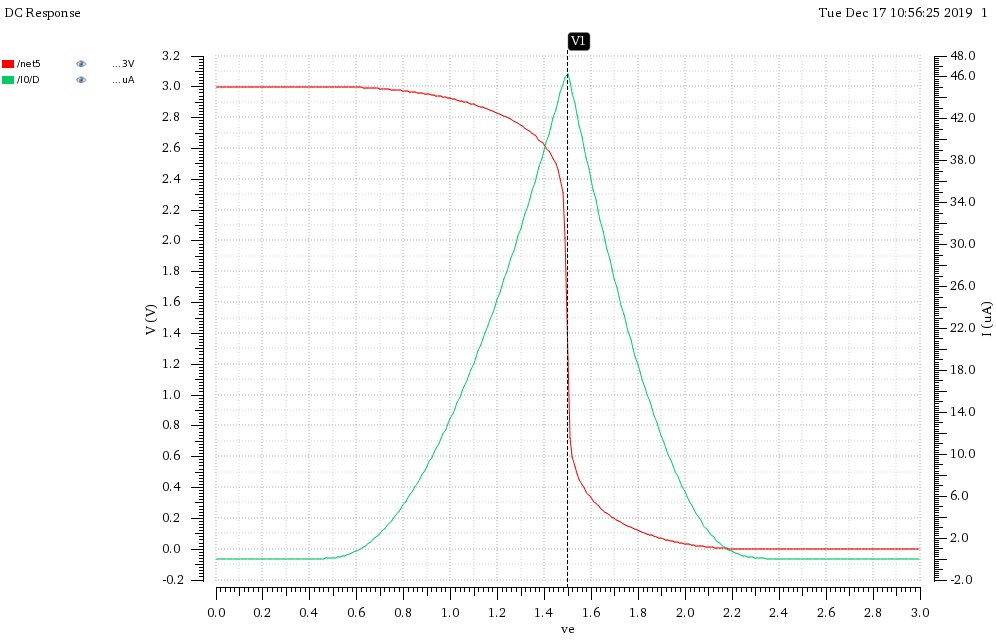 DC Response Tue Dec 17 10:56:25 2019 1
V1
/net5 ...3V
/I0/D ...uA
3.2 48.0
3.0 46.0
2.8 42.0
2.6 38.0
2.4
2.2 34.0
2.0 30.0
1.8
1.6 26.0
V (V) I (uA)
1.4 22.0
1.2 18.0
1.0
0.8 14.0
0.6 10.0
0.4 6.0
0.2
0.0 2.0
-0.2 -2.0
0.0 0.2 0.4 0.6 0.8 1.0 1.2 1.4 1.6 1.8 2.0 2.2 2.4 2.6 2.8 3.0
ve